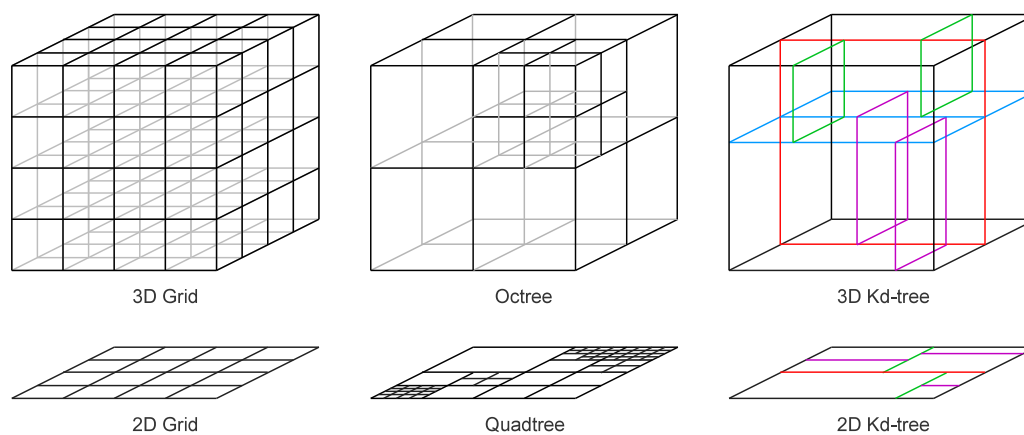 3D Grid
Octree
3D Kd-tree
2D Grid
Quadtree
2D Kd-tree